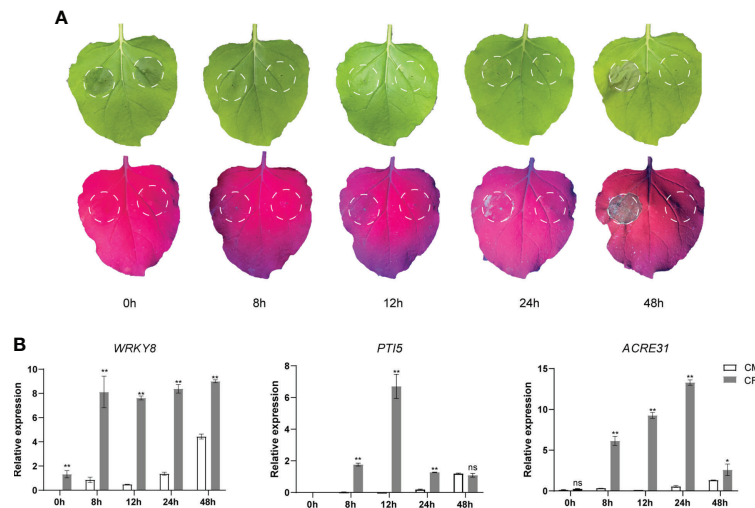 A
0h 8h 12h 24h 48h
B
WRKY8 PTI5 ACRE31
Relative expression
10
8
6
4
2
0
**
**
**
**
**
0h 8h 12h 24h 48h
Relative expression
8
6
4
2
0
**
**
**
ns
0h 8h 12h 24h 48h
Relative expression
15
10
5
0
ns
**
**
**
*
0h 8h 12h 24h 48h